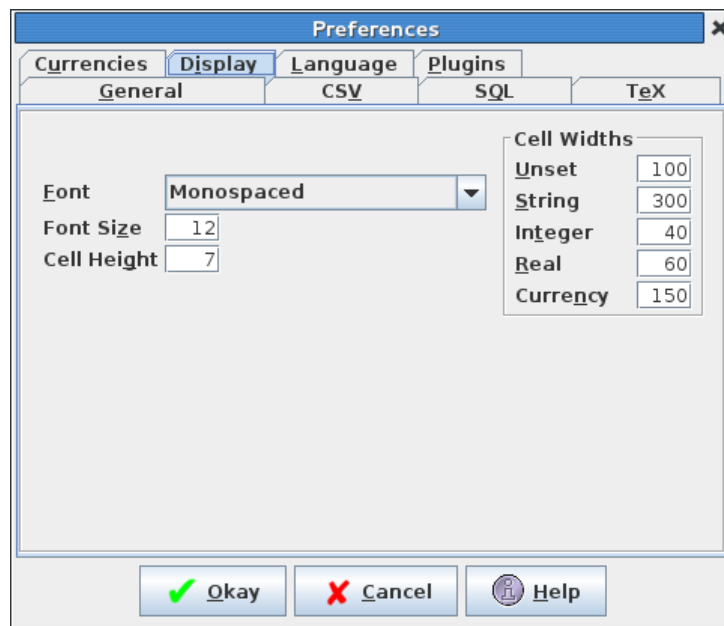 Preferences
Currencies Display Language Plugins
General CSV SQL TeX
Cell Widths
Unset 100
Font Monospaced
String 300
Font Size 12
Integer 40
Cell Height 7
Real 60
Currency 150
Okay Cancel Help